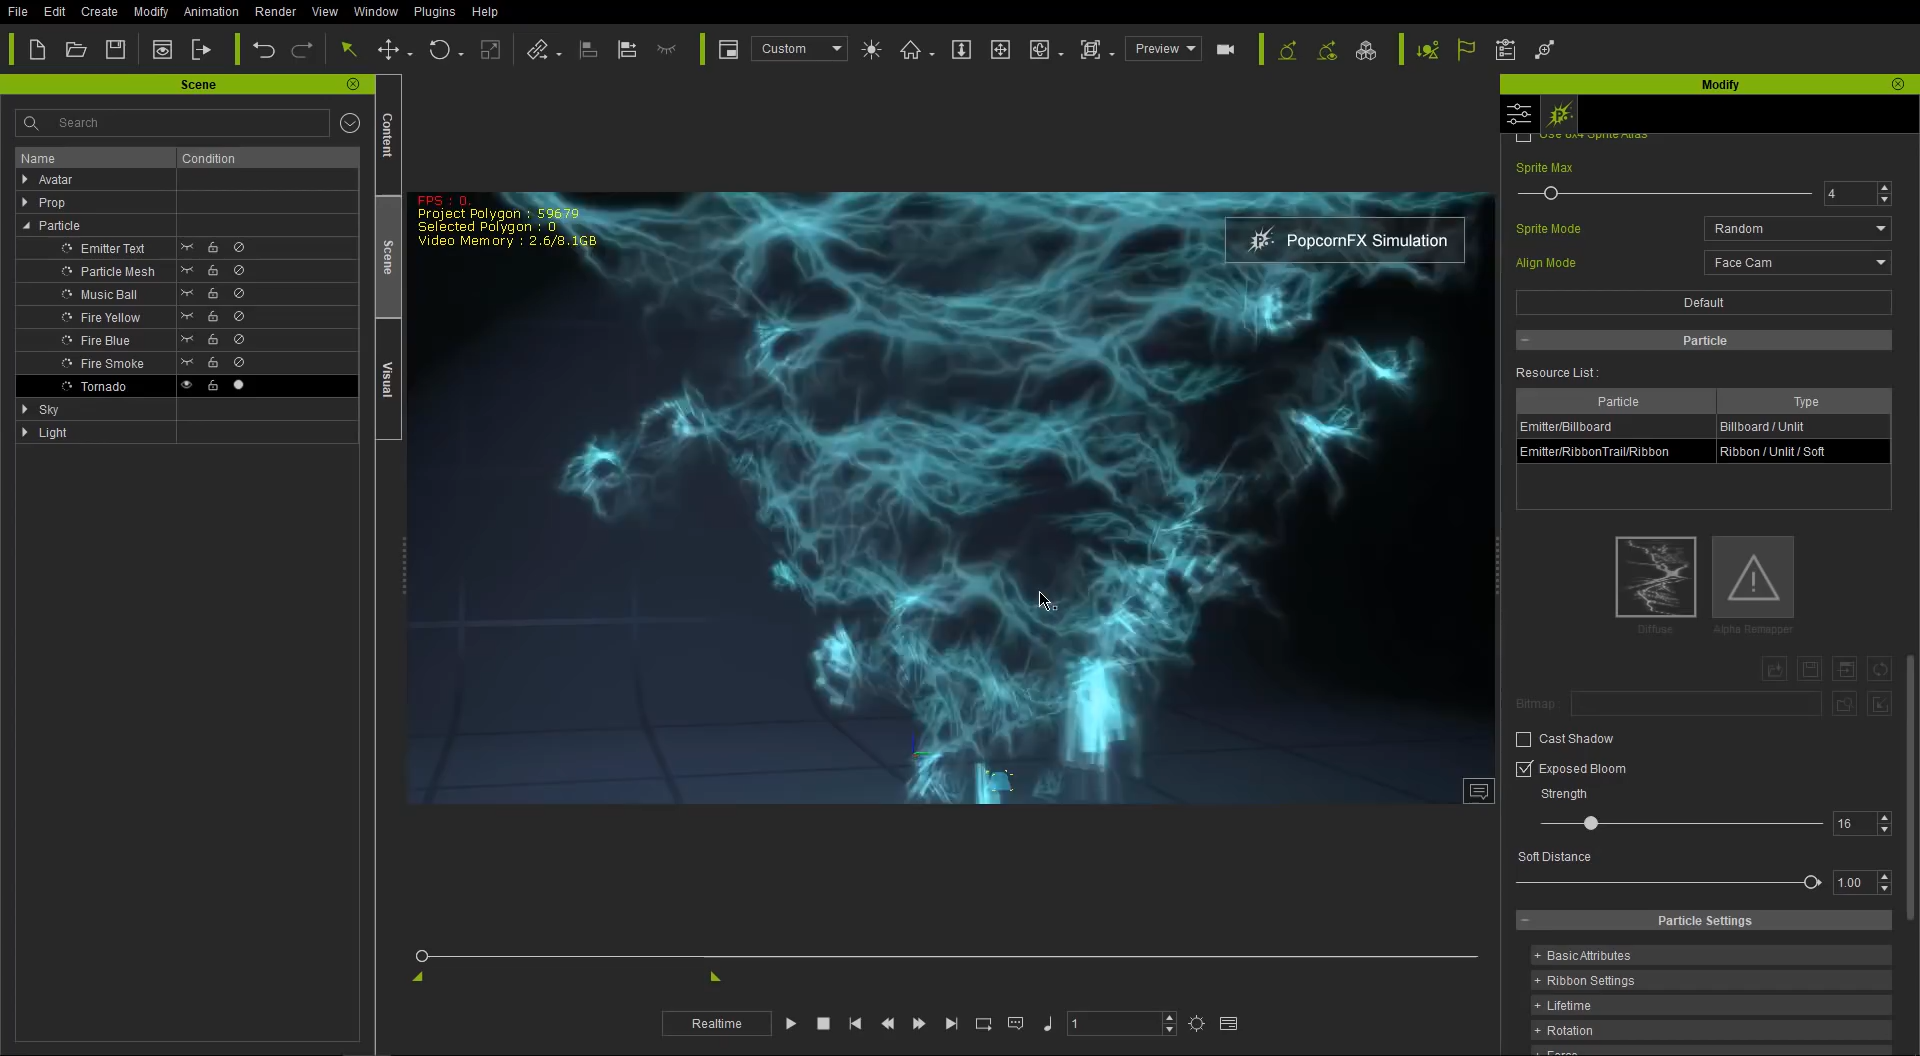 File Edit Create Modify Animation Render View Window Plugins Help
Custom
Preview
Scene
Modify
Search
Name Condition
Avatar
Prop
Particle
Emitter Text
Particle Mesh
Music Ball
Fire Yellow
Fire Blue
Fire Smoke
Tornado
Sky
Light
Content
Scene
Visual
FPS : 0.
Project Polygon : 59679
Selected Polygon : 0
Video Memory : 2.6/8.1GB
PopcornFX Simulation
Realtime
1
Use 8x4 Sprite Atlas
Sprite Max
4
Sprite Mode Random
Align Mode Face Cam
Default
Particle
Resource List :
Particle Type
Emitter/Billboard Billboard / Unlit
Emitter/RibbonTrail/Ribbon Ribbon / Unlit / Soft
Diffuse Alpha Remapper
Bitmap :
Cast Shadow
Exposed Bloom
Strength
16
Soft Distance
1.00
Particle Settings
+ Basic Attributes
+ Ribbon Settings
+ Lifetime
+ Rotation
+ Force